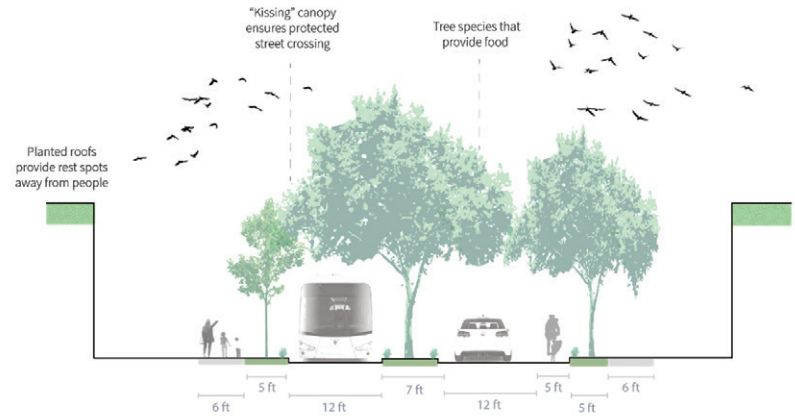 “Kissing” canopy
ensures protected
street crossing
Tree species that
provide food
Planted roofs
provide rest spots
away from people
5 ft
7 ft
5 ft
6 ft
12 ft
12 ft
5 ft
6 ft